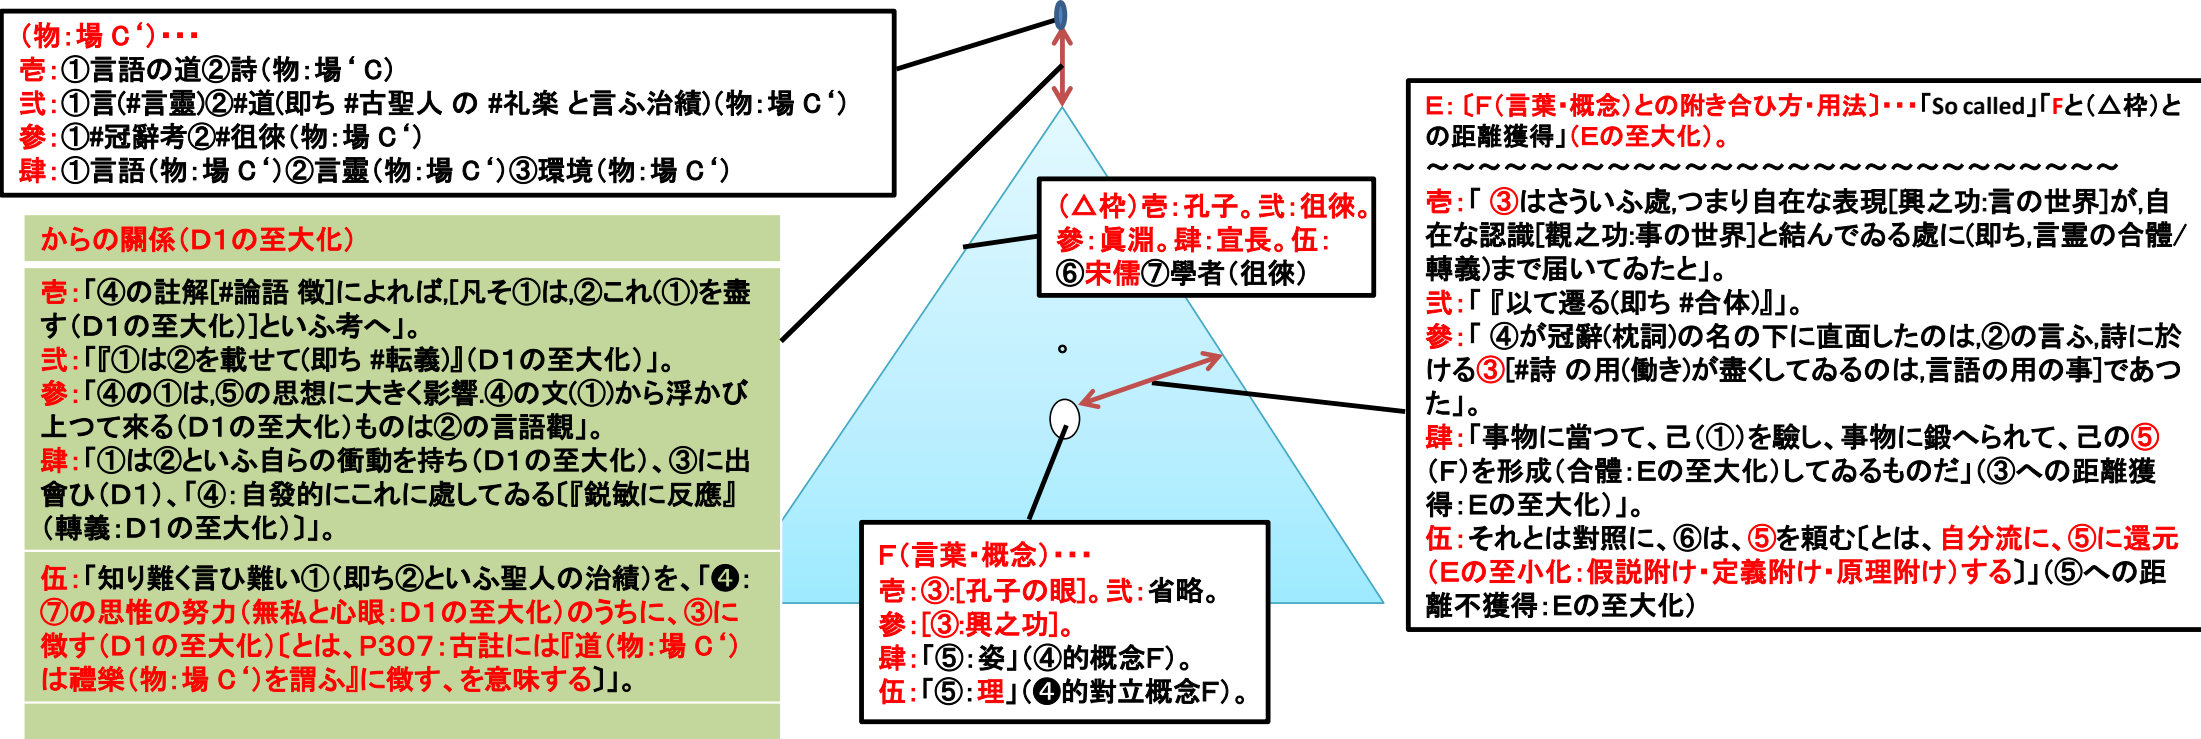 (物:場 C‘)・・・
壱:①言語の道②詩(物:場‘C)
弐:①言(#言靈)②#道(即ち #古聖人 の #礼楽 と言ふ治績)(物:場 C‘)
參:①#冠辭考②#徂徠(物:場 C‘)
肆:①言語(物:場 C‘)②言靈(物:場 C‘)③環境(物:場 C‘)
からの關係(D1の至大化)
壱:「④の註解[#論語 徴]によれば,[凡そ①は,②これ(①)を盡
す(D1の至大化)]といふ考へ」。
弐:「『①は②を載せて(即ち #転義)』(D1の至大化)」。
參:「④の①は,⑤の思想に大きく影響.④の文(①)から浮かび
上つて來る(D1の至大化)ものは②の言語觀」。
肆:「①は②といふ自らの衝動を持ち(D1の至大化)、③に出
會ひ(D1)、「④:自發的にこれに處してゐる〔『鋭敏に反應』
(轉義:D1の至大化)〕」。
伍:「知り難く言ひ難い①(即ち②といふ聖人の治績)を、「❹:
⑦の思惟の努力(無私と心眼:D1の至大化)のうちに、③に
徴す(D1の至大化)〔とは、P307:古註には『道(物:場 C‘)
は禮樂(物:場 C‘)を謂ふ』に徴す、を意味する〕」。
(△枠)壱:孔子。弐:徂徠。
參:眞淵。肆:宣長。伍:
⑥宋儒⑦學者(徂徠)
F(言葉・概念)・・・
壱:③:[孔子の眼]。弐:省略。
參:[③:興之功]。
肆:「⑤:姿」(④的概念F)。
伍:「⑤:理」(❹的對立概念F)。
E:〔F(言葉・概念)との附き合ひ方・用法〕・・・「So called」「Fと(△枠)と
の距離獲得」(Eの至大化)。
~~~~~~~~~~~~~~~~~~~~~~~~~~~
壱:「 ③はさういふ處,つまり自在な表現[興之功:言の世界]が,自
在な認識[觀之功:事の世界]と結んでゐる處に(即ち,言霊の合體/
轉義)まで届いてゐたと」。
弐:「 『以て遷る(即ち #合体)』」。
參:「 ④が冠辭(枕詞)の名の下に直面したのは,②の言ふ,詩に於
ける③[#詩 の用(働き)が盡くしてゐるのは,言語の用の事]であつ
た」。
肆:「事物に當つて、己(①)を驗し、事物に鍛へられて、己の⑤
(F)を形成(合體:Eの至大化)してゐるものだ」(③への距離獲
得:Eの至大化)」。
伍:それとは對照に、⑥は、⑤を頼む〔とは、自分流に、⑤に還元
(Eの至小化:假説附け・定義附け・原理附け)する〕」(⑤への距
離不獲得:Eの至大化)